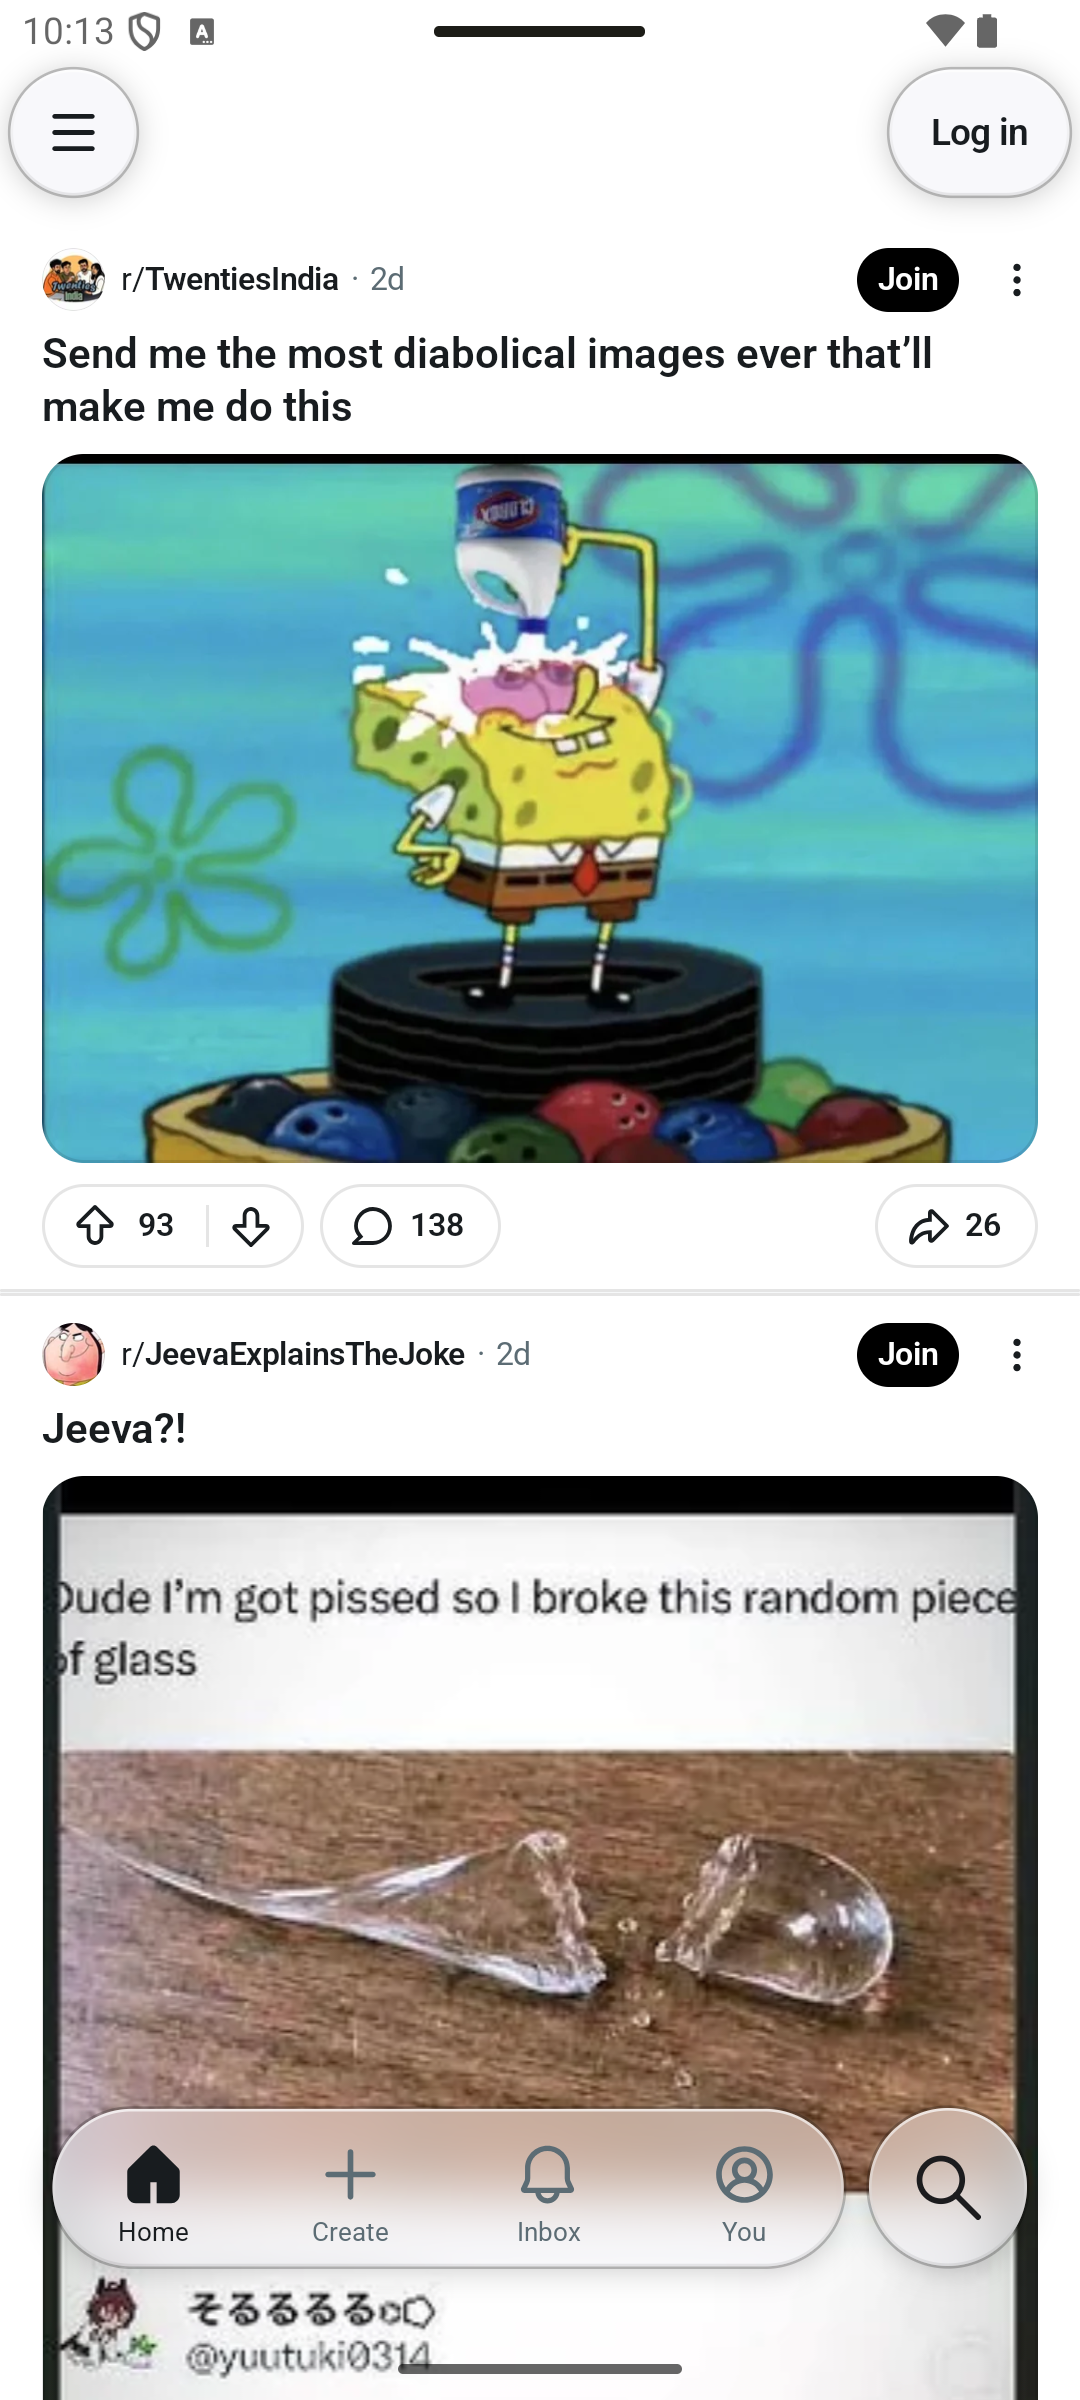 10:13
Log in
r/TwentiesIndia · 2d
Join
Send me the most diabolical images ever that’ll
make me do this
CLOROX
93
138
26
r/JeevaExplainsTheJoke · 2d
Join
Jeeva?!
Dude I'm got pissed so I broke this random piece
of glass
Home
Create
Inbox
You
そるるるる
@yuutuki0314